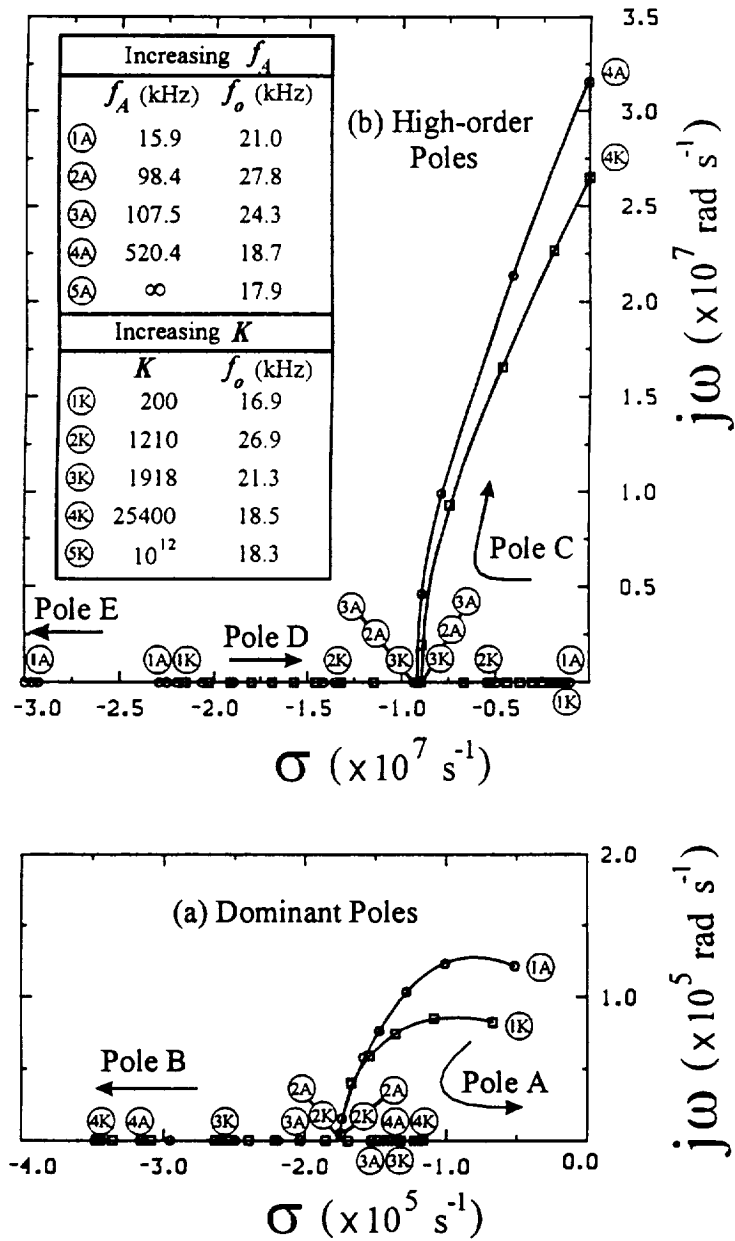 Increasing f_A
f_A (kHz) f_o (kHz)
1A 15.9 21.0
2A 98.4 27.8
3A 107.5 24.3
4A 520.4 18.7
5A ∞ 17.9
Increasing K
K f_o (kHz)
1K 200 16.9
2K 1210 26.9
3K 1918 21.3
4K 25400 18.5
5K 10^12 18.3
(b) High-order
Poles
4A
4K
3.5
3.0
2.5
2.0
1.5
1.0
0.5
jω (x10^7 rad s^-1)
Pole C
Pole E
Pole D
3A 3A
2A 2A
1A 1A 1K 2K 3K 3K 2K 1A
1K
-3.0 -2.5 -2.0 -1.5 -1.0 -0.5
σ (x10^7 s^-1)
(a) Dominant Poles
2.0
1.0
jω (x10^5 rad s^-1)
1A
1K
Pole B
Pole A
2A 2A
2K 2K
4K 4A 3K 3A 4A 4K
3A 3K
-4.0 -3.0 -2.0 -1.0 0.0
σ (x10^5 s^-1)